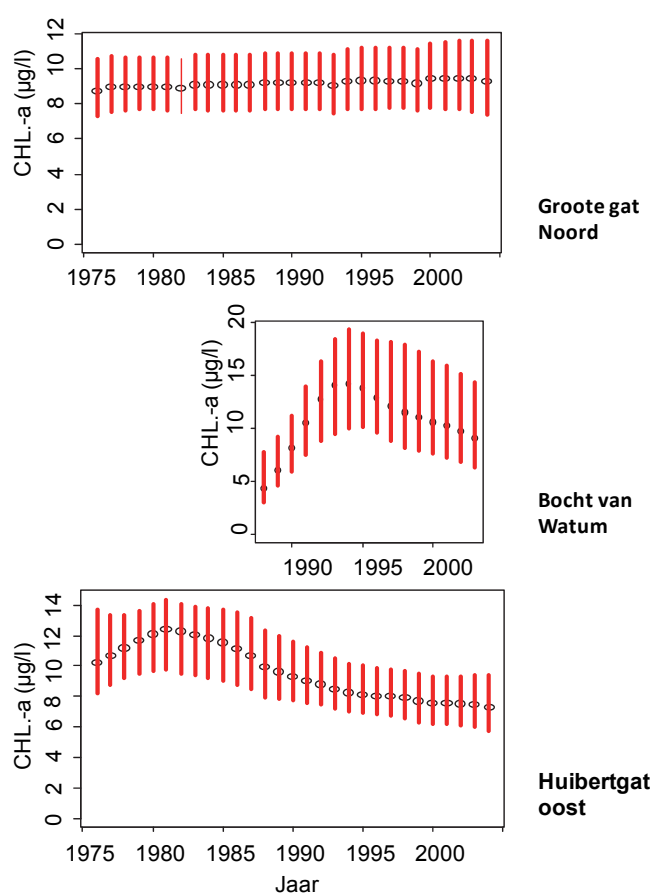 CHL.-a (µg/l)
12
10
8
6
4
2
0
1975 1980 1985 1990 1995 2000
Groote gat
Noord
CHL.-a (µg/l)
20
15
10
5
0
1990 1995 2000
Bocht van
Watum
CHL.-a (µg/l)
14
12
10
8
6
4
2
0
1975 1980 1985 1990 1995 2000
Jaar
Huibertgat
oost